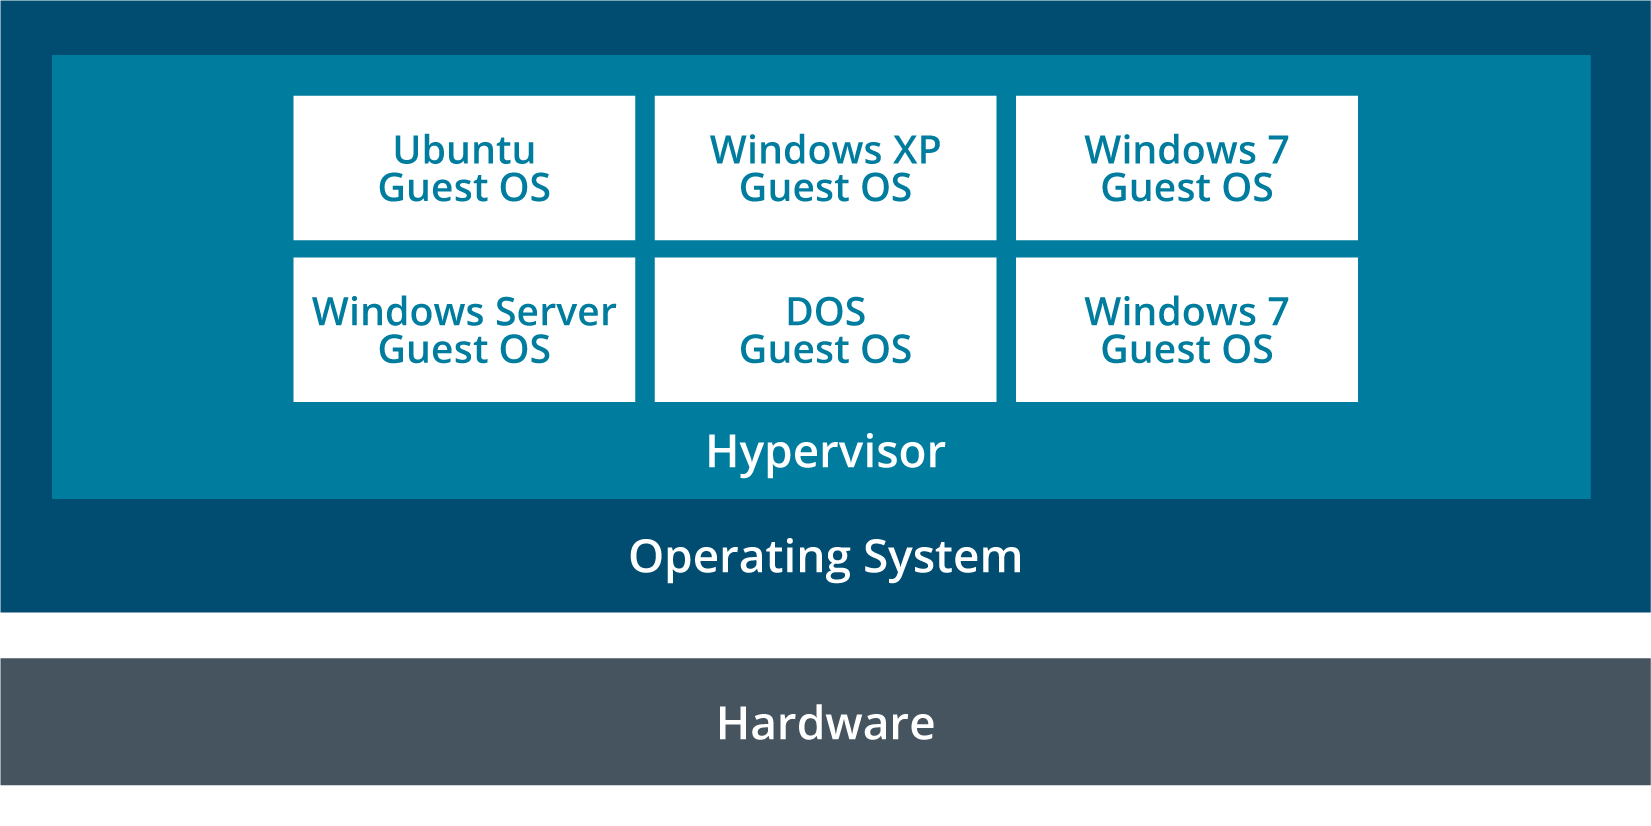 Ubuntu
Guest OS
Windows XP
Guest OS
Windows 7
Guest OS
Windows Server
Guest OS
DOS
Guest OS
Windows 7
Guest OS
Hypervisor
Operating System
Hardware